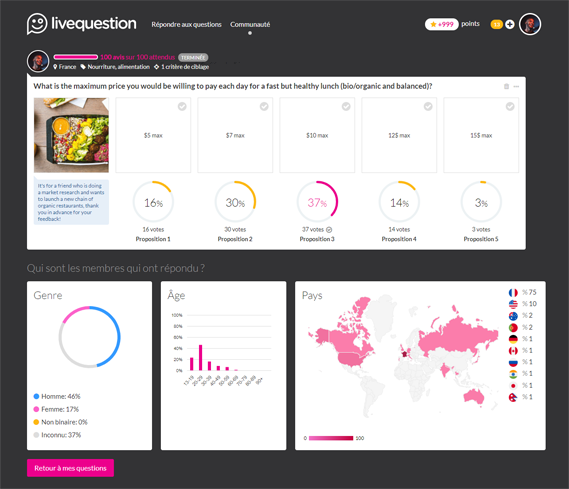 livequestion
Répondre aux questions
Communauté
+999
points
100 avis sur 100 attendus
TERMINÉE
France
Nourriture, alimentation
1 critère de ciblage
What is the maximum price you would be willing to pay each day for a fast but healthy lunch (bio/organic and balanced)?
$5 max
$7 max
$10 max
12$ max
15$ max
It's for a friend who is doing
a market research and wants
to launch a new chain of
organic restaurants, thank
you in advance for your
feedback!
16%
30%
37%
14%
3%
16 votes
30 votes
37 votes
14 votes
3 votes
Proposition 1
Proposition 2
Proposition 3
Proposition 4
Proposition 5
Qui sont les membres qui ont répondu ?
Genre
Homme: 46%
Femme: 17%
Non binaire: 0%
Inconnu: 37%
Âge
100%
80%
60%
40%
20%
0%
13-19
20-29
30-39
40-49
50-59
60-69
70-79
80-89
90+
Pays
% 75
% 10
% 2
% 2
% 1
% 1
% 1
% 1
% 1
% 1
0
100
Retour à mes questions